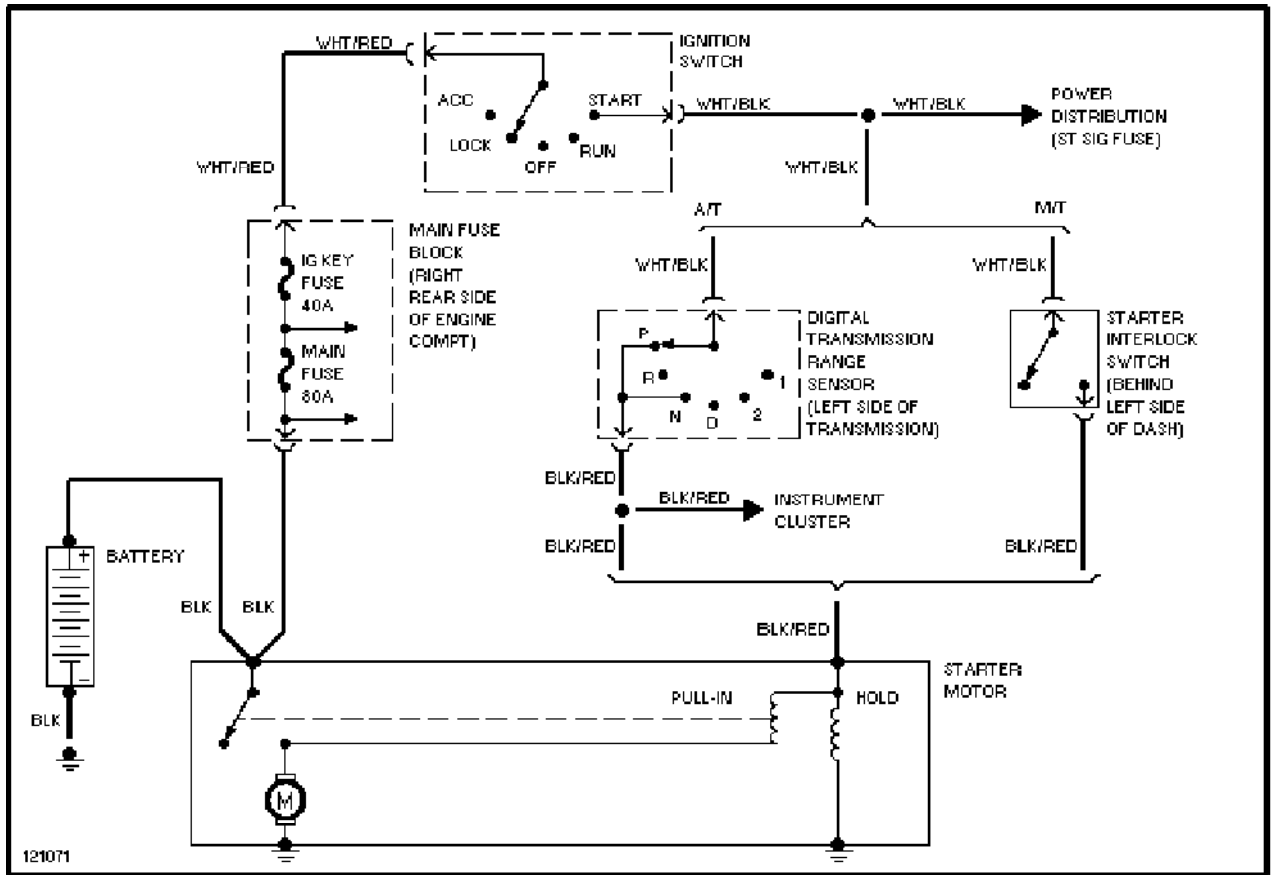 WHT/RED
IGNITION
SWITCH
ACC
START
LOCK
OFF
RUN
WHT/BLK
WHT/BLK
POWER
DISTRIBUTION
(ST SIG FUSE)
WHT/RED
WHT/BLK
A/T
M/T
MAIN FUSE
BLOCK
(RIGHT
REAR SIDE
OF ENGINE
COMPT)
IG KEY
FUSE
40A
MAIN
FUSE
80A
WHT/BLK
WHT/BLK
P
R
N
D
2
1
DIGITAL
TRANSMISSION
RANGE
SENSOR
(LEFT SIDE OF
TRANSMISSION)
STARTER
INTERLOCK
SWITCH
(BEHIND
LEFT SIDE
OF DASH)
BLK/RED
BLK/RED
INSTRUMENT
CLUSTER
BLK/RED
BLK/RED
+
BATTERY
-
BLK
BLK
BLK/RED
BLK
PULL-IN
HOLD
STARTER
MOTOR
M
121071